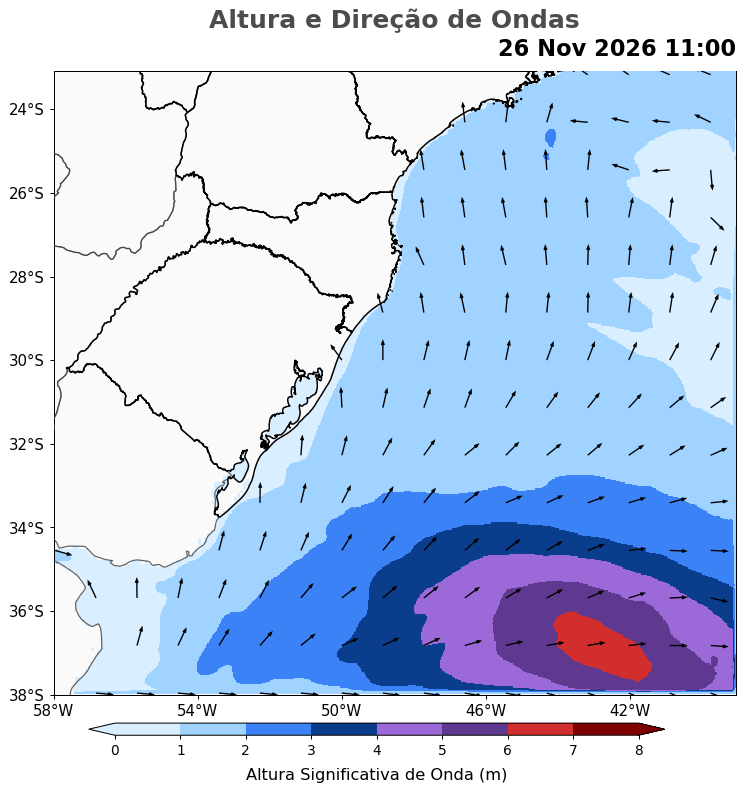 Altura e Direção de Ondas
26 Nov 2026 11:00
24°S
26°S
28°S
30°S
32°S
34°S
36°S
38°S
58°W 54°W 50°W 46°W 42°W
0 1 2 3 4 5 6 7 8
Altura Significativa de Onda (m)